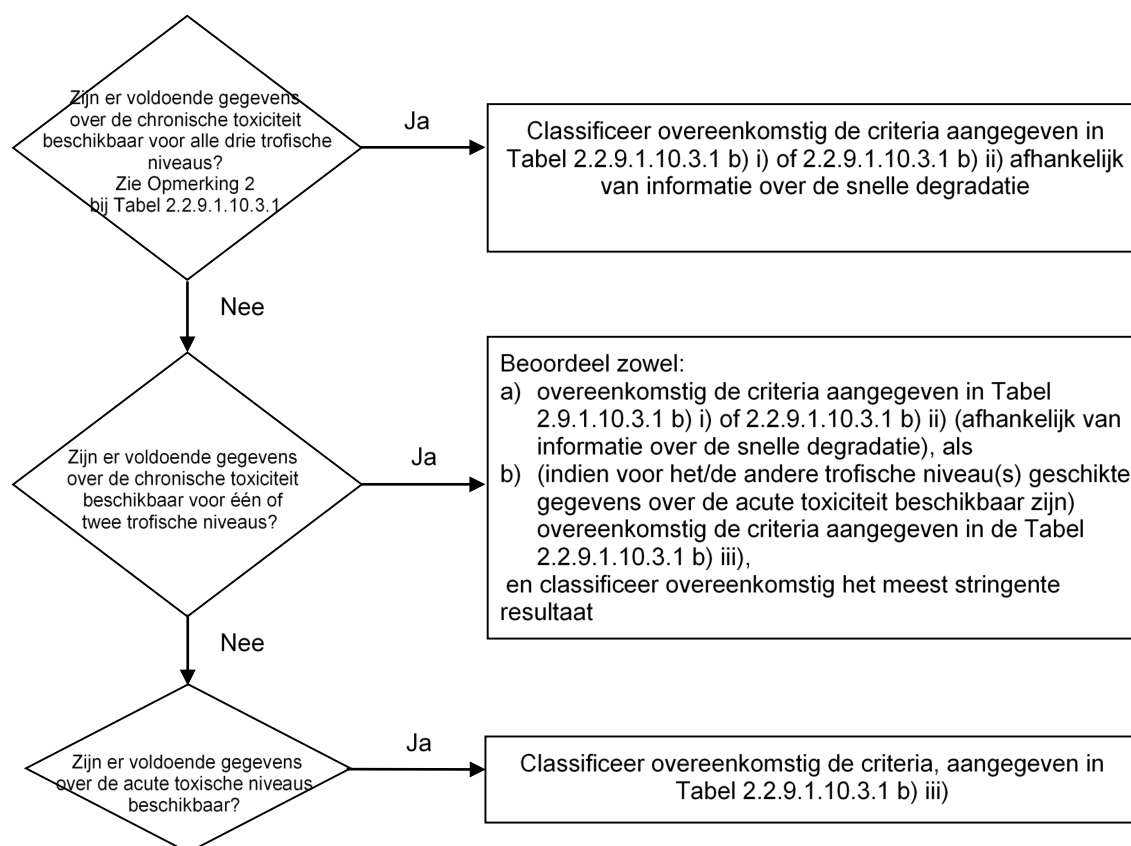 Zijn er voldoende gegevens
over de chronische toxiciteit
beschikbaar voor alle drie trofische
niveaus?
Zie Opmerking 2
bij Tabel 2.2.9.1.10.3.1
Ja
Classificeer overeenkomstig de criteria aangegeven in
Tabel 2.2.9.1.10.3.1 b) i) of 2.2.9.1.10.3.1 b) ii) afhankelijk
van informatie over de snelle degradatie
Nee
Zijn er voldoende gegevens
over de chronische toxiciteit
beschikbaar voor één of
twee trofische niveaus?
Ja
Beoordeel zowel:
a) overeenkomstig de criteria aangegeven in Tabel
2.9.1.10.3.1 b) i) of 2.2.9.1.10.3.1 b) ii) (afhankelijk van
informatie over de snelle degradatie), als
b) (indien voor het/de andere trofische niveau(s) geschikte
gegevens over de acute toxiciteit beschikbaar zijn)
overeenkomstig de criteria aangegeven in de Tabel
2.2.9.1.10.3.1 b) iii),
en classificeer overeenkomstig het meest stringente
resultaat
Nee
Zijn er voldoende gegevens
over de acute toxische niveaus
beschikbaar?
Ja
Classificeer overeenkomstig de criteria, aangegeven in
Tabel 2.2.9.1.10.3.1 b) iii)